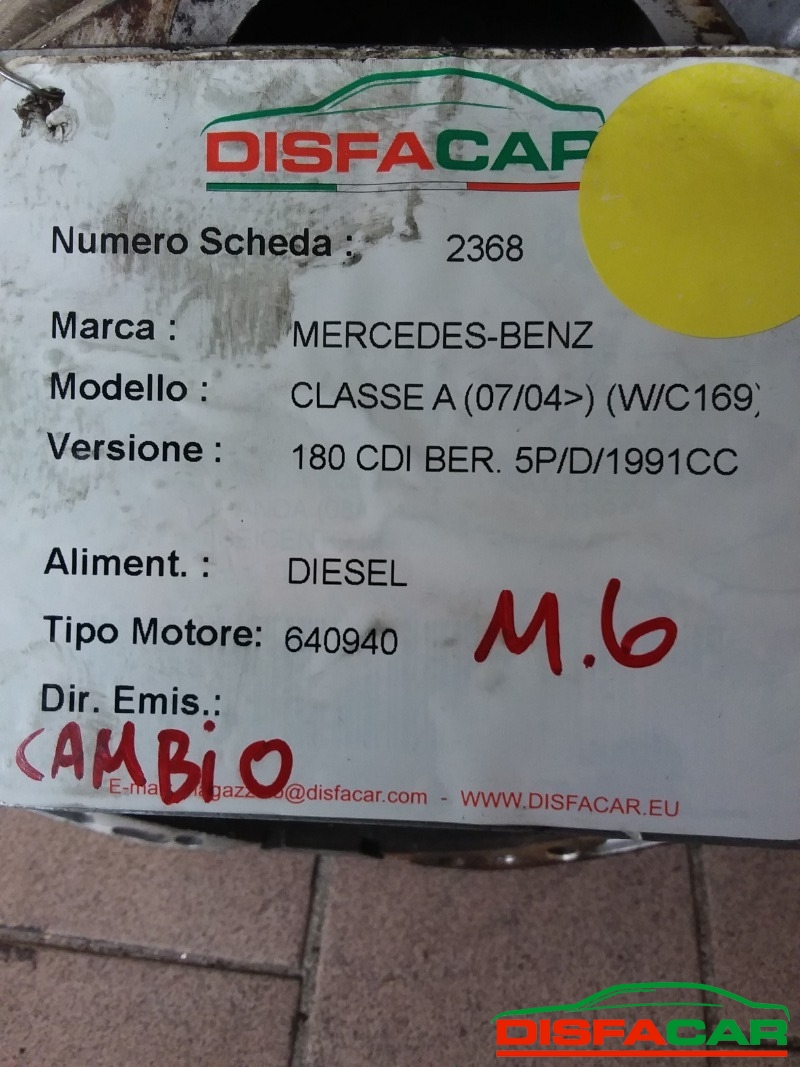 DISFACAR
Numero Scheda : 2368
Marca : MERCEDES-BENZ
Modello : CLASSE A (07/04>) (W/C169)
Versione : 180 CDI BER. 5P/D/1991CC
Aliment. : DIESEL
M.6
Tipo Motore: 640940
Dir. Emis.:
CAMBiO
@disfacar.com - WWW.DISFACAR.EU
DISFACAR